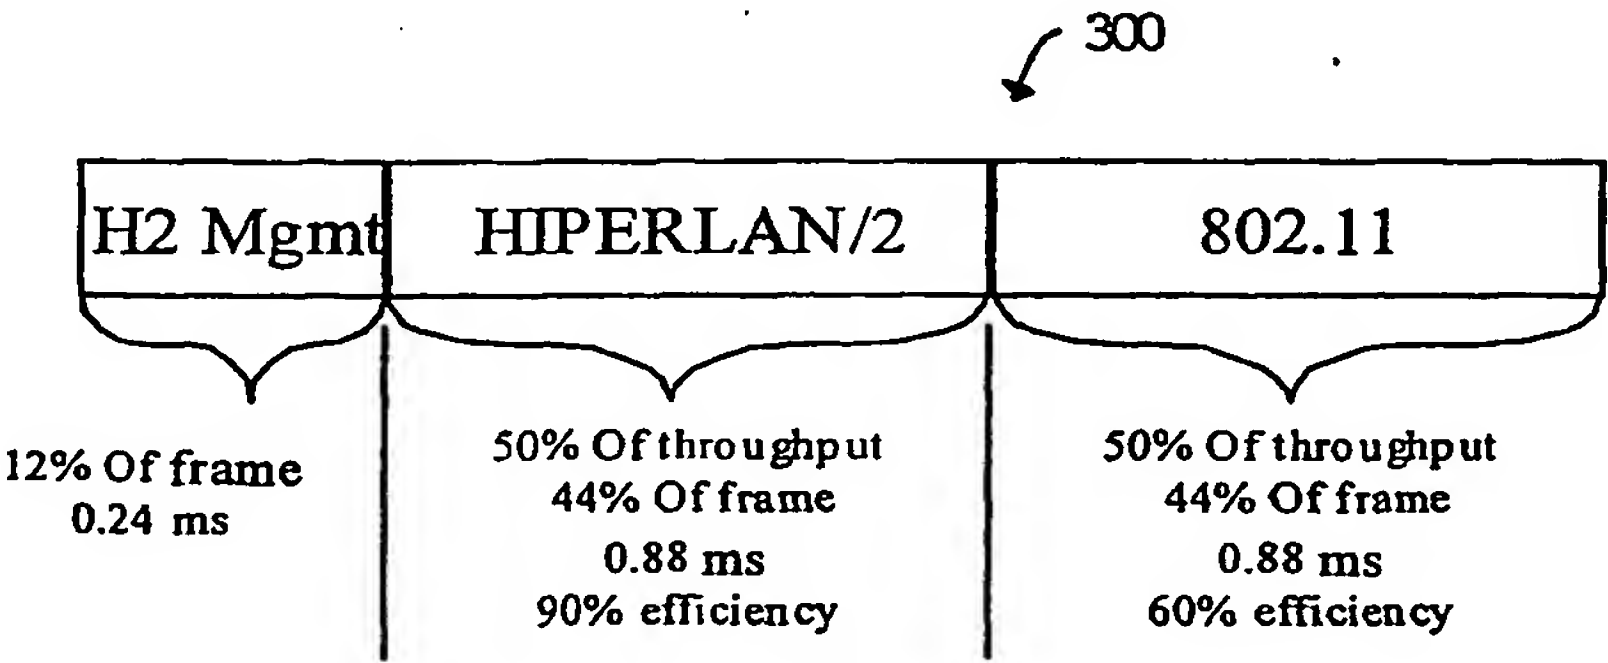 300
H2 Mgmt HIPERLAN/2 802.11
12% Of frame
0.24 ms
50% Of throughput
44% Of frame
0.88 ms
90% efficiency
50% Of throughput
44% Of frame
0.88 ms
60% efficiency